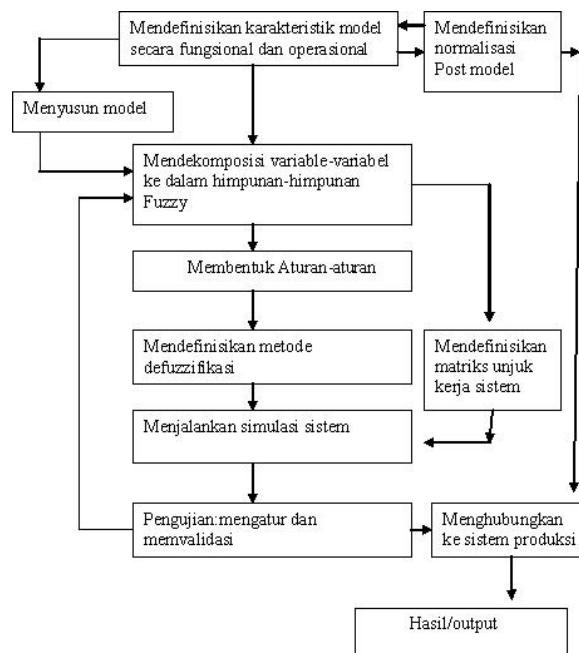 Mendefinisikan karakteristik model
secara fungsional dan operasional
Mendefinisikan
normalisasi
Post model
Menyusun model
Mendekomposisi variable-variabel
ke dalam himpunan-himpunan
Fuzzy
Membentuk Aturan-aturan
Mendefinisikan metode
defuzzifikasi
Mendefinisikan
matriks unjuk
kerja sistem
Menjalankan simulasi sistem
Pengujian:mengatur dan
memvalidasi
Menghubungkan
ke sistem produksi
Hasil/output